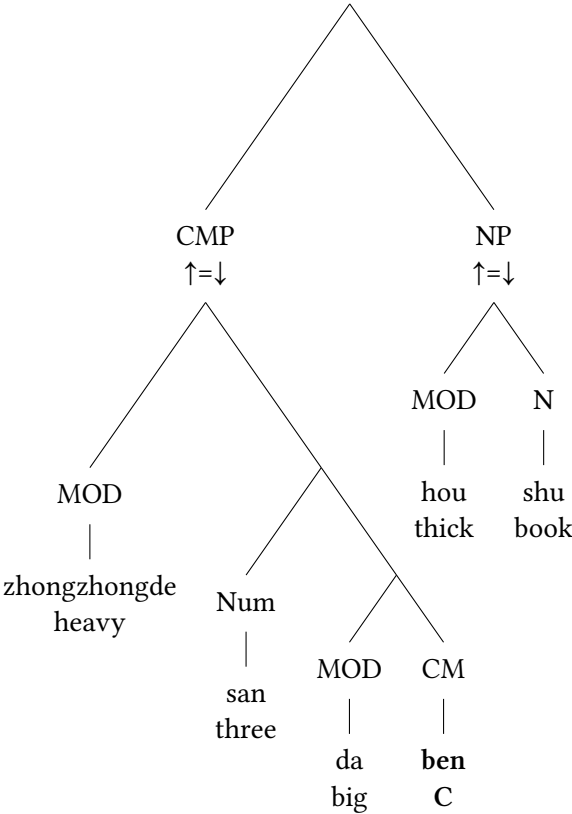 CMP NP
↑=↓ ↑=↓
MOD N
hou shu
thick book
MOD
zhongzhongde
heavy
Num
san
three
MOD CM
da ben
big C